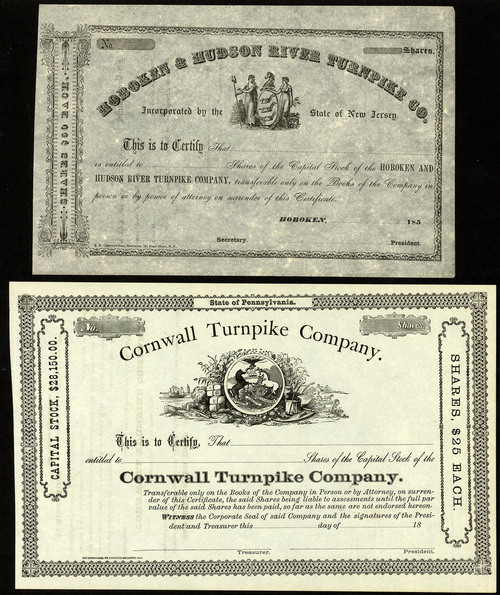 No.
Shares.
HOBOKEN & HUDSON RIVER TURNPIKE CO.
Incorporated by the State of New Jersey.
SHARES $50 EACH.
This is to Certify That
is entitled to Shares of the Capital Stock of the HOBOKEN AND
HUDSON RIVER TURNPIKE COMPANY, transferable only on the Books of the Company in
person or by power of attorney on surrender of this Certificate.
HOBOKEN, 185
Secretary. President
State of Pennsylvania.
No. Shares
Cornwall Turnpike Company.
CAPITAL STOCK, $28,150.00.
SHARES, $25 EACH.
This is to Certify, That
entitled to Shares of the Capital Stock of the
Cornwall Turnpike Company.
Transferable only on the Books of the Company in Person or by Attorney, on surren-
der of this Certificate, the said Shares being liable to assessments until the full par
value of the said Shares has been paid, so far as the same are not endorsed hereon.
WITNESS the Corporate Seal of said Company and the signatures of the Presi-
dent and Treasurer this day of 18
Treasurer. President.